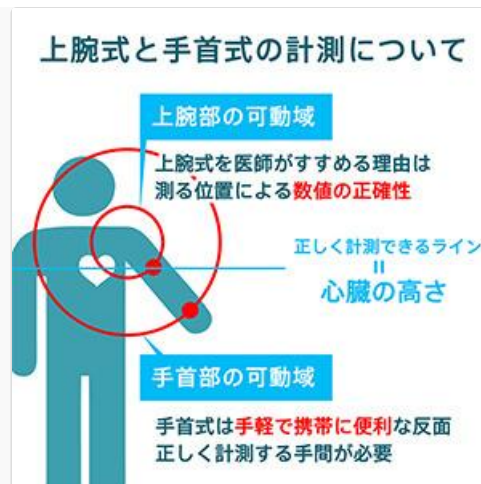 上腕式と手首式の計測について
上腕部の可動域
上腕式を医師がすすめる理由は
測る位置による数値の正確性
正しく計測できるライン
=
心臓の高さ
手首部の可動域
手首式は手軽で携帯に便利な反面
正しく計測する手間が必要